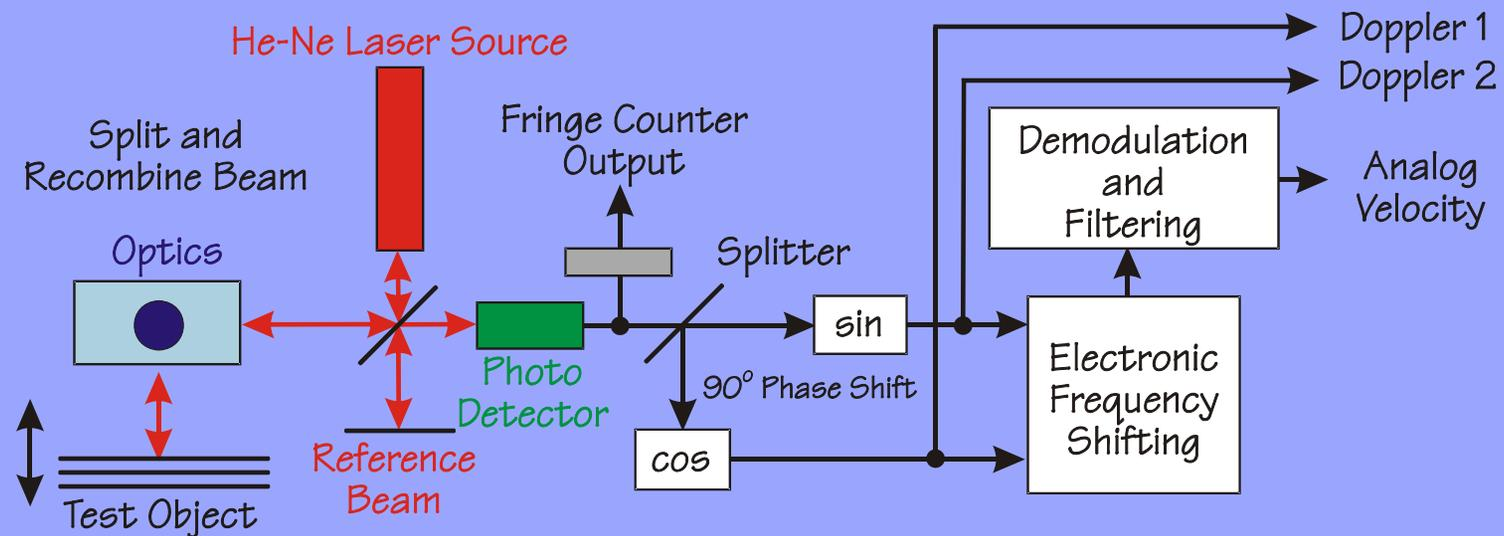 He-Ne Laser Source
Doppler 1
Doppler 2
Split and
Recombine Beam
Fringe Counter
Output
Demodulation
and
Filtering
Analog
Velocity
Optics
Splitter
sin
Photo
Detector
90° Phase Shift
Electronic
Frequency
Shifting
cos
Reference
Beam
Test Object